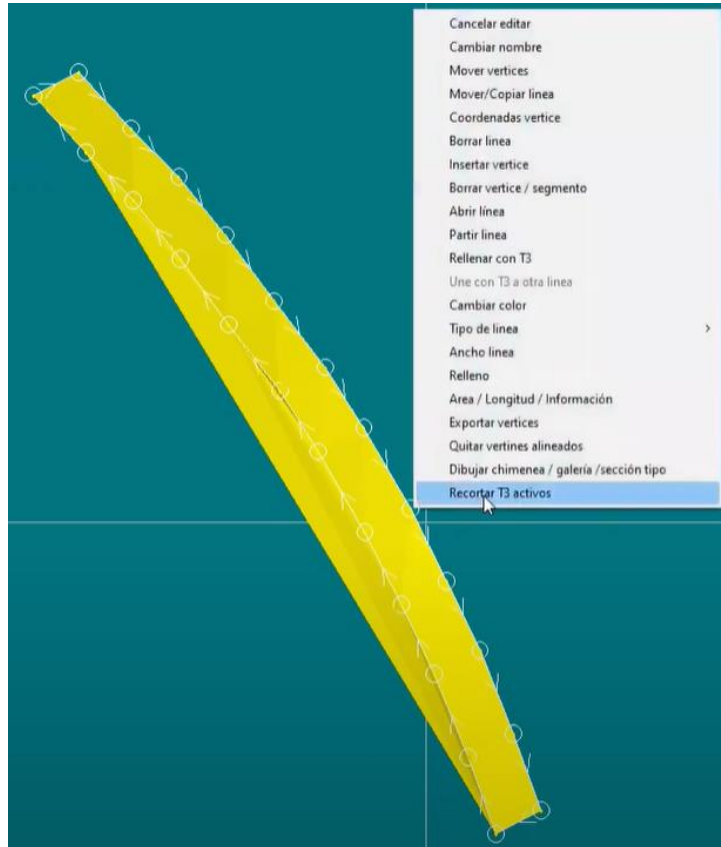 Cancelar editar
Cambiar nombre
Mover vertices
Mover/Copiar linea
Coordenadas vertice
Borrar linea
Insertar vertice
Borrar vertice / segmento
Abrir línea
Partir linea
Rellenar con T3
Une con T3 a otra linea
Cambiar color
Tipo de linea
Ancho linea
Relleno
Area / Longitud / Información
Exportar vertices
Quitar vertines alineados
Dibujar chimenea / galería /sección tipo
Recortar T3 activos